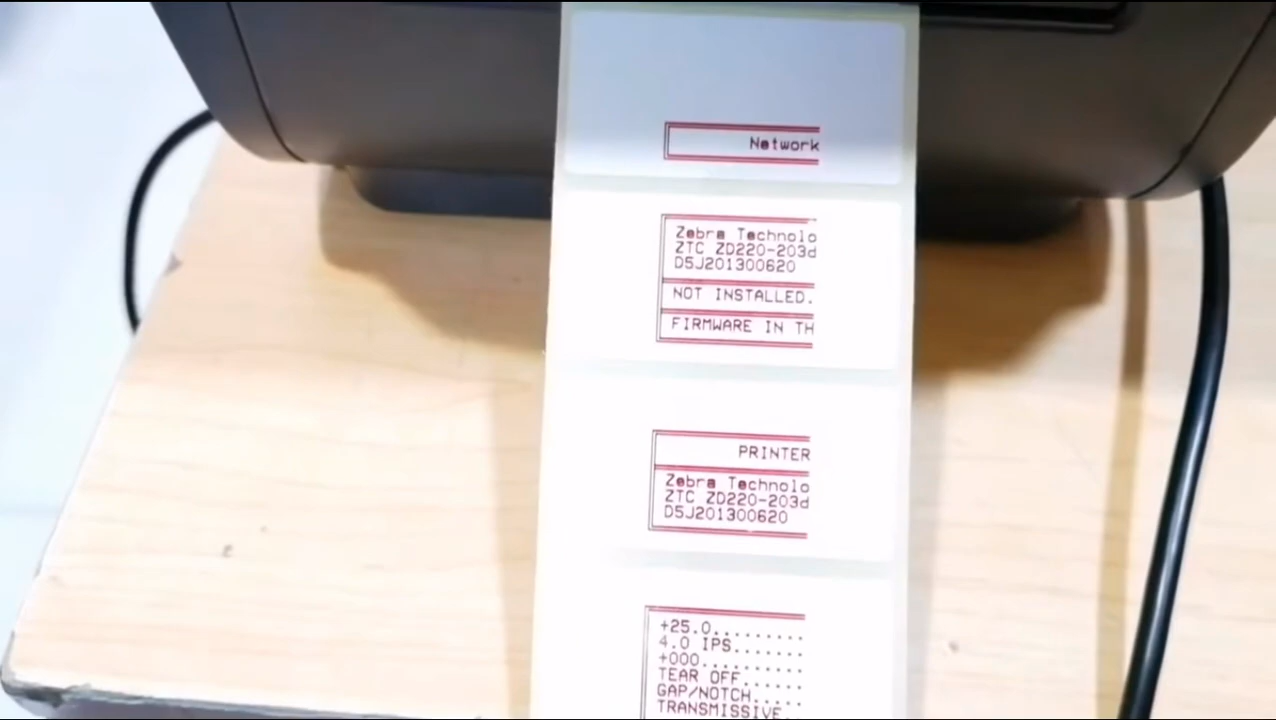 Network
Zebra Technolo
ZTC ZD220-203d
D5J201300620
NOT INSTALLED.
FIRMWARE IN TH
PRINTER
Zebra Technolo
ZTC ZD220-203d
D5J201300620
+25.0.........
4.0 IPS.......
+000..........
TEAR OFF......
GAP/NOTCH.....
TRANSMISSIVE..